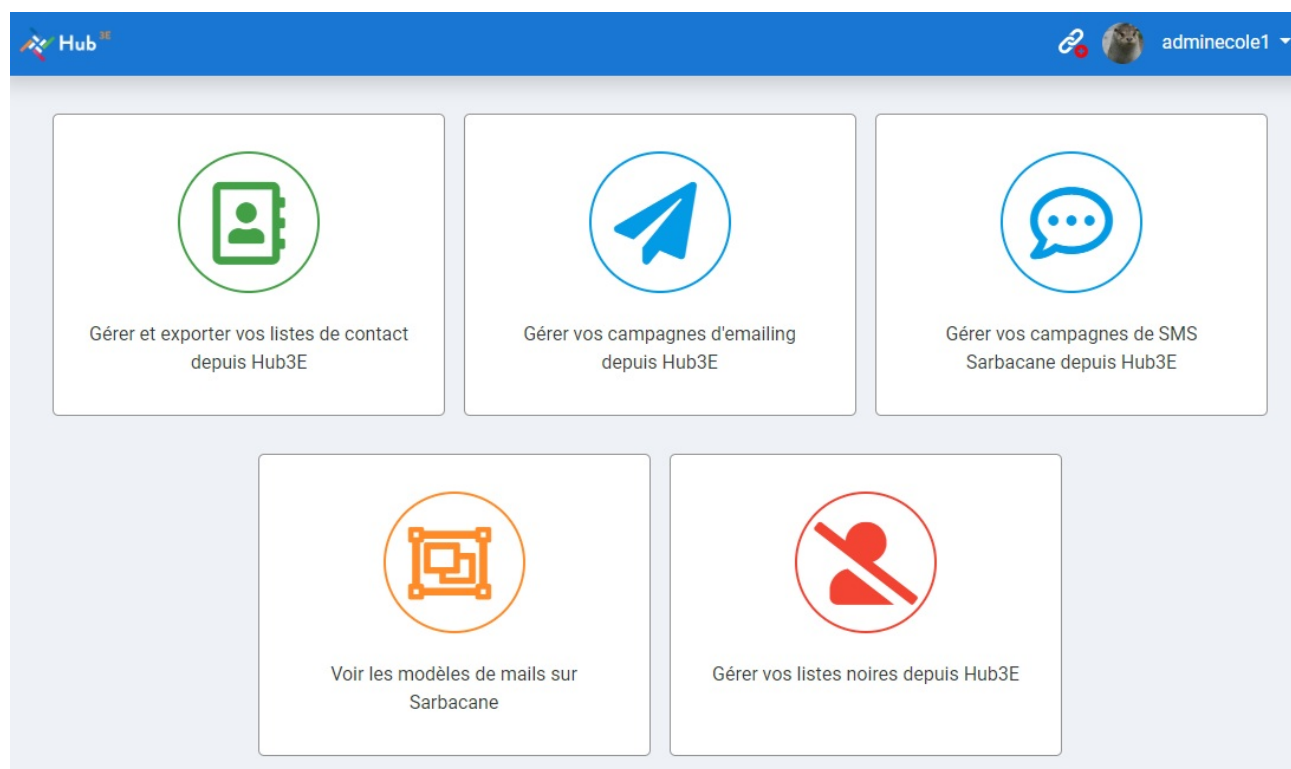 Hub 3E
adminecole1
Gérer et exporter vos listes de contact
depuis Hub3E
Gérer vos campagnes d'emailing
depuis Hub3E
Gérer vos campagnes de SMS
Sarbacane depuis Hub3E
Voir les modèles de mails sur
Sarbacane
Gérer vos listes noires depuis Hub3E